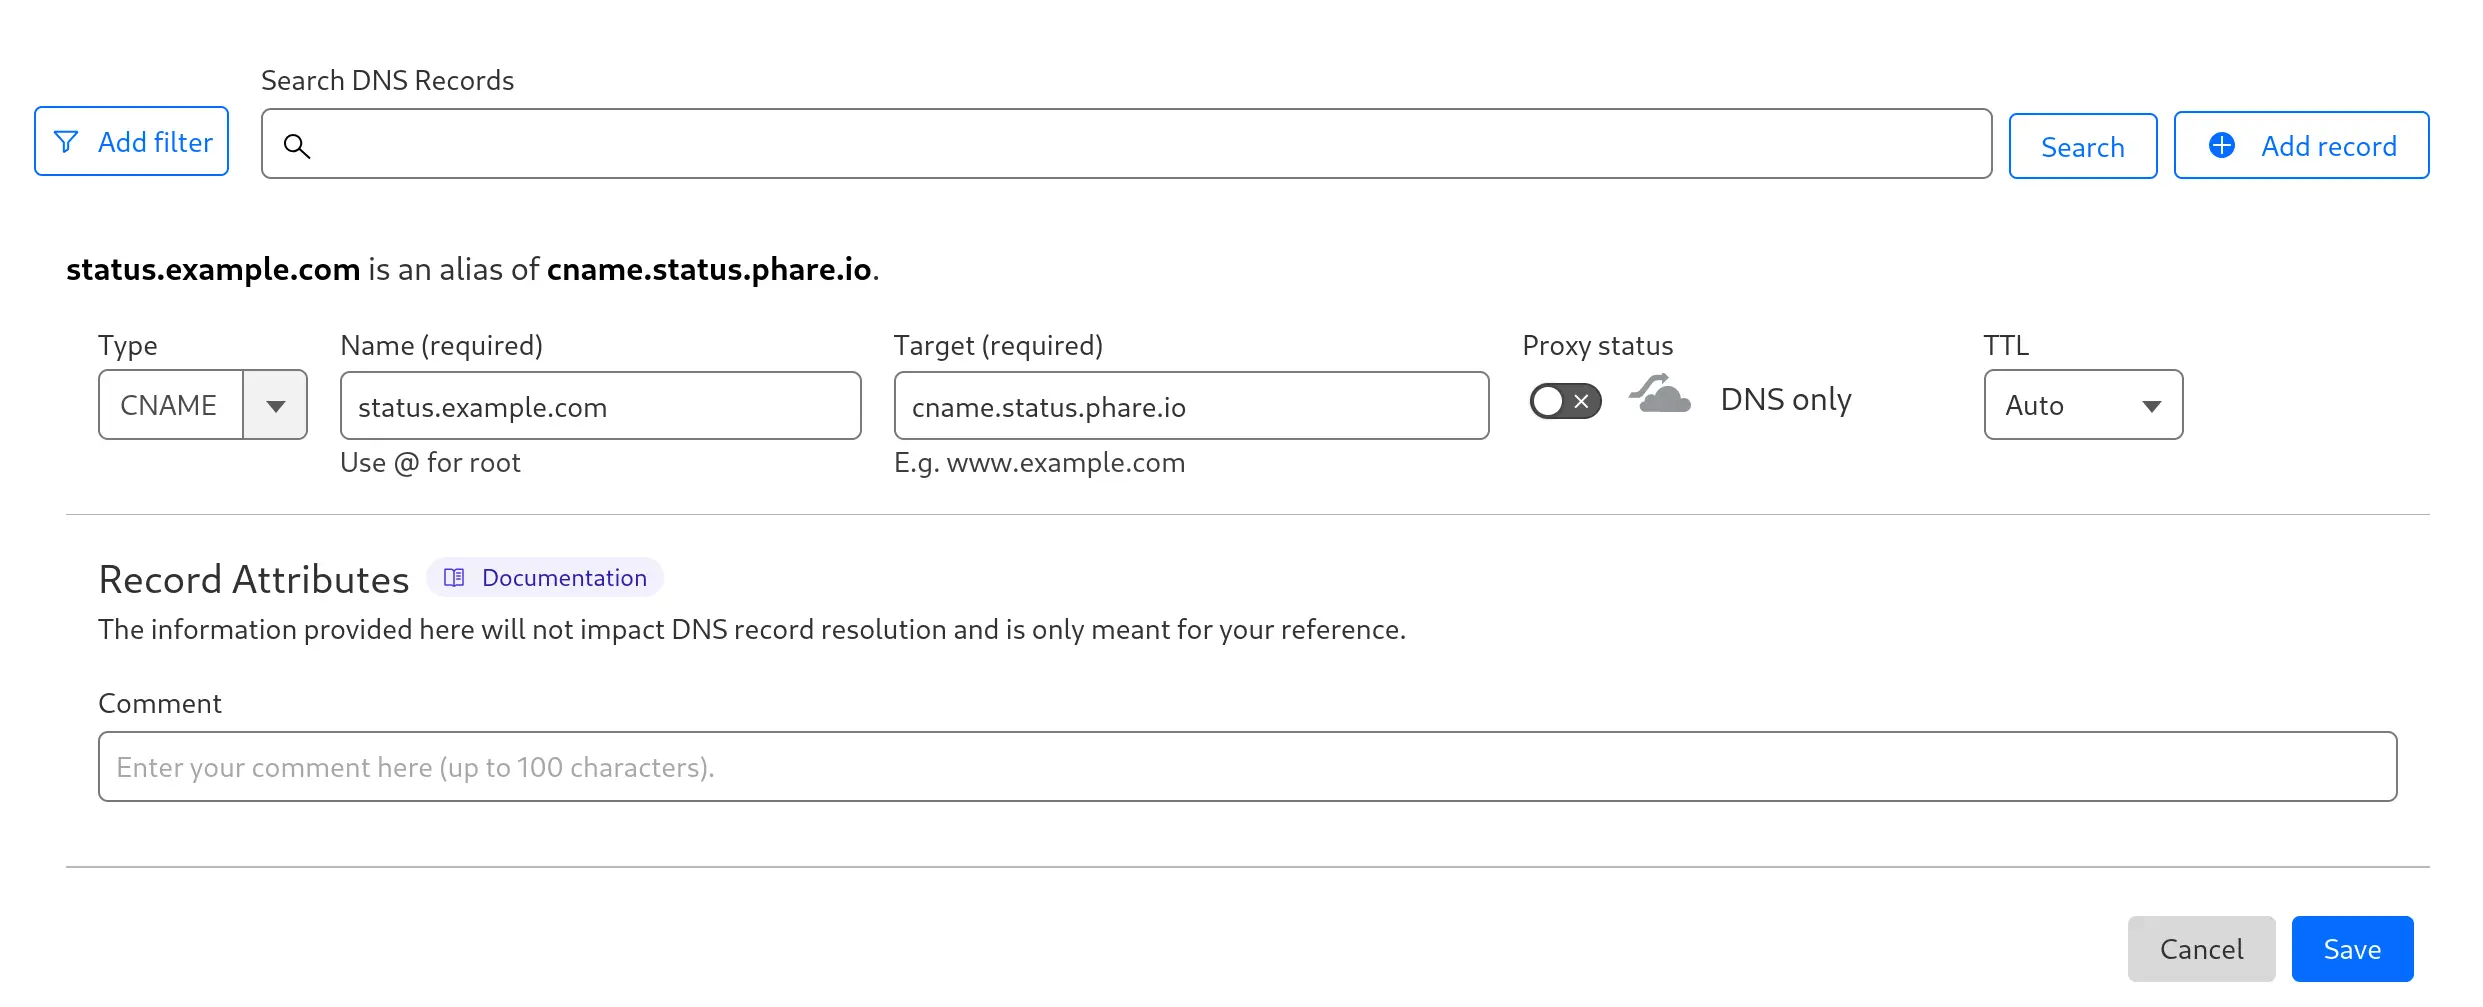 Search DNS Records
Add filter
Search
Add record
status.example.com is an alias of cname.status.phare.io.
Type
Name (required)
Target (required)
Proxy status
TTL
CNAME
status.example.com
cname.status.phare.io
DNS only
Auto
Use @ for root
E.g. www.example.com
Record Attributes
Documentation
The information provided here will not impact DNS record resolution and is only meant for your reference.
Comment
Enter your comment here (up to 100 characters).
Cancel
Save